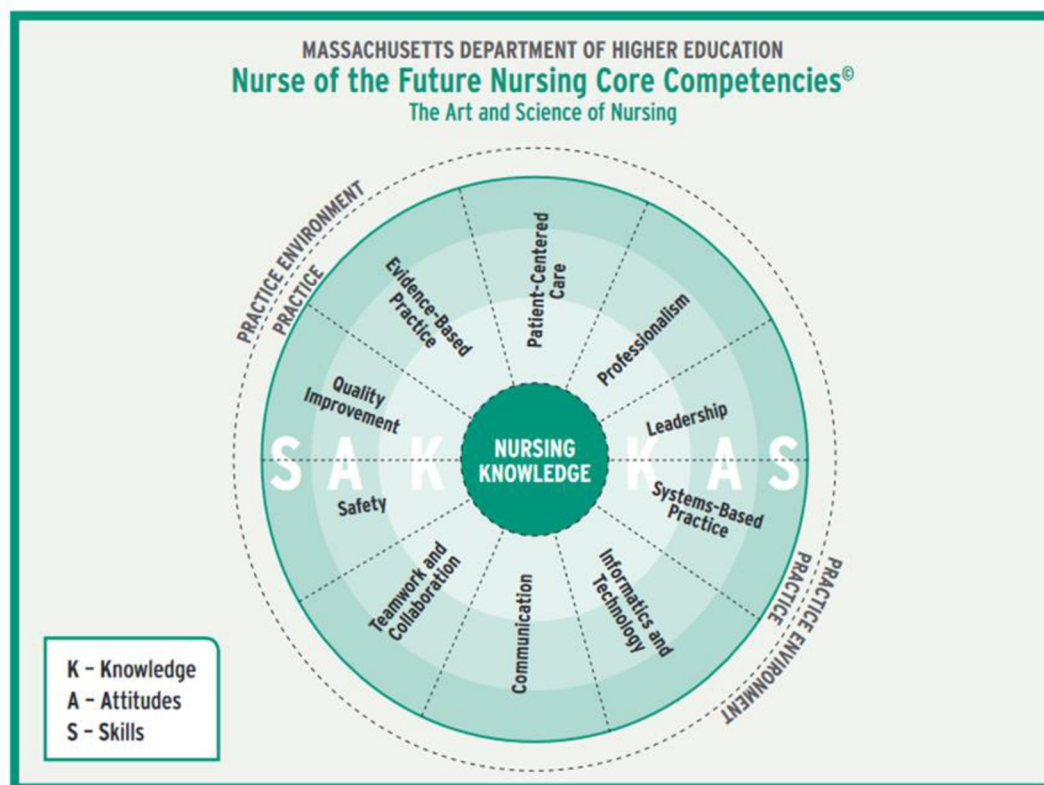 MASSACHUSETTS DEPARTMENT OF HIGHER EDUCATION
Nurse of the Future Nursing Core Competencies©
The Art and Science of Nursing
PRACTICE ENVIRONMENT
PRACTICE
Evidence-Based
Practice
Patient-Centered
Care
Professionalism
Quality
Improvement
Leadership
S A K
NURSING
KNOWLEDGE
K A S
Safety
Systems-Based
Practice
Teamwork and
Collaboration
Communication
Informatics and
Technology
PRACTICE
PRACTICE ENVIRONMENT
K – Knowledge
A – Attitudes
S – Skills